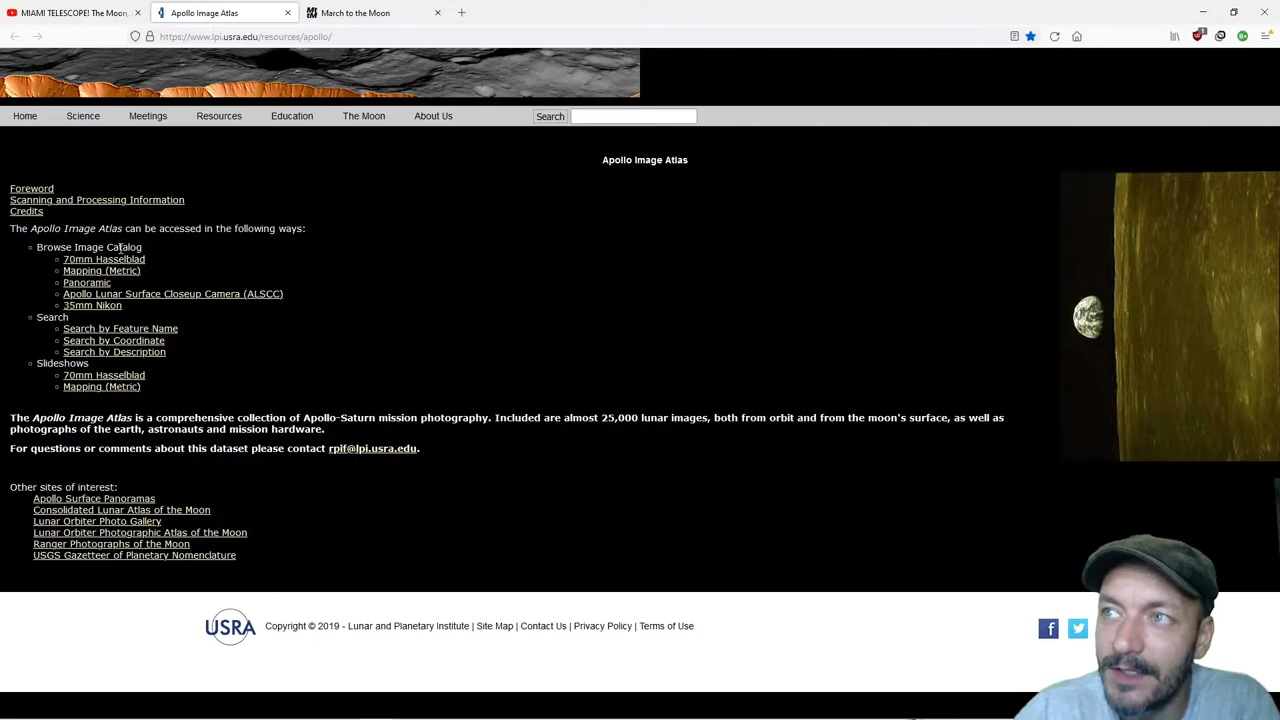 MIAMI TELESCOPE! The Moon,
Apollo Image Atlas
March to the Moon
https://www.lpi.usra.edu/resources/apollo/
Home Science Meetings Resources Education The Moon About Us Search
Apollo Image Atlas
Foreword
Scanning and Processing Information
Credits
The Apollo Image Atlas can be accessed in the following ways:
Browse Image Catalog
70mm Hasselblad
Mapping (Metric)
Panoramic
Apollo Lunar Surface Closeup Camera (ALSCC)
35mm Nikon
Search
Search by Feature Name
Search by Coordinate
Search by Description
Slideshows
70mm Hasselblad
Mapping (Metric)
The Apollo Image Atlas is a comprehensive collection of Apollo-Saturn mission photography. Included are almost 25,000 lunar images, both from orbit and from the moon's surface, as well as
photographs of the earth, astronauts and mission hardware.
For questions or comments about this dataset please contact rpif@lpi.usra.edu.
Other sites of interest:
Apollo Surface Panoramas
Consolidated Lunar Atlas of the Moon
Lunar Orbiter Photo Gallery
Lunar Orbiter Photographic Atlas of the Moon
Ranger Photographs of the Moon
USGS Gazetteer of Planetary Nomenclature
USRA Copyright © 2019 - Lunar and Planetary Institute | Site Map | Contact Us | Privacy Policy | Terms of Use